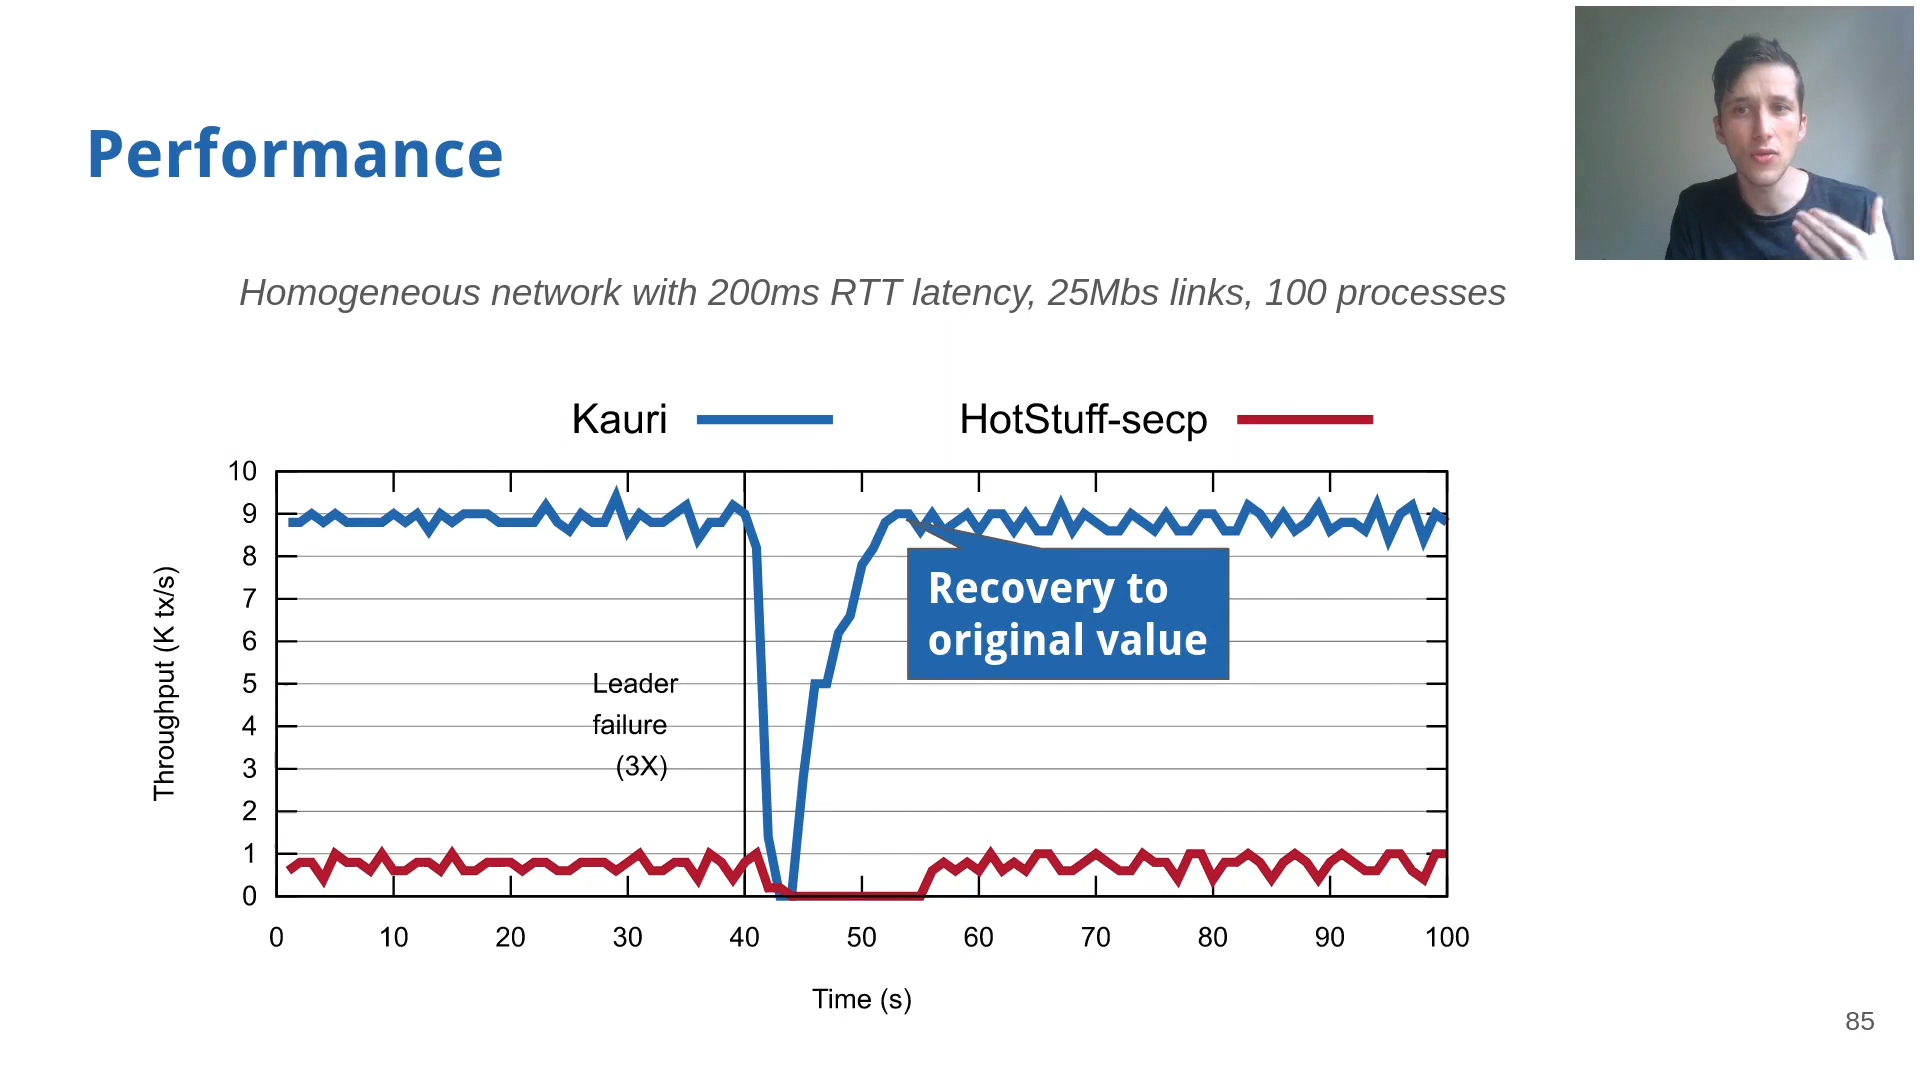 Performance
Homogeneous network with 200ms RTT latency, 25Mbs links, 100 processes
Kauri
HotStuff-secp
10
9
8
7
6
5
4
3
2
1
0
Throughput (K tx/s)
Leader
failure
(3X)
Recovery to
original value
0 10 20 30 40 50 60 70 80 90 100
Time (s)
85